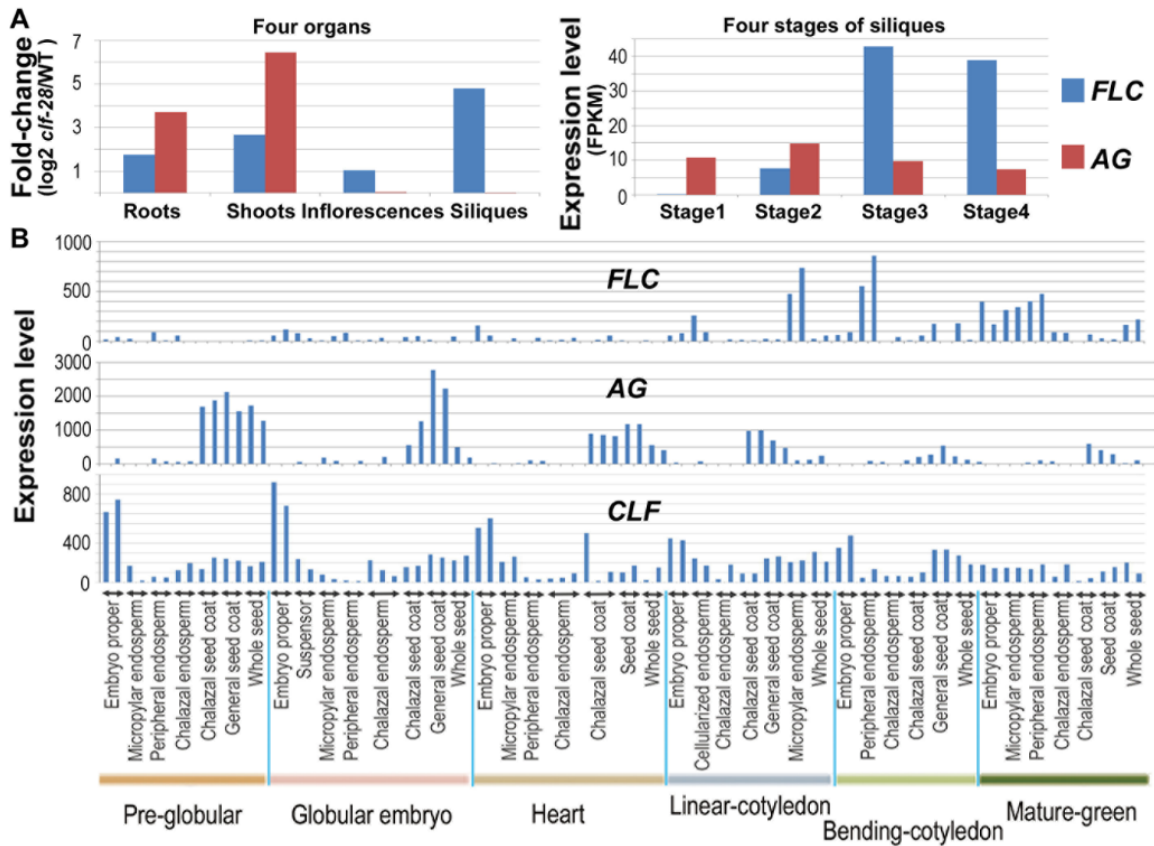 A
Four organs
Fold-change
(log2 clf-28/WT)
7
5
3
1
Roots Shoots Inflorescences Siliques
Four stages of siliques
Expression level
(FPKM)
40
30
20
10
0
Stage1 Stage2 Stage3 Stage4
FLC
AG
B
Expression level
1000
500
0
FLC
3000
2000
1000
0
AG
800
400
0
CLF
Embryo proper
Micropylar endosperm
Peripheral endosperm
Chalazal endosperm
Chalazal seed coat
General seed coat
Whole seed
Embryo proper
Suspensor
Micropylar endosperm
Peripheral endosperm
Chalazal endosperm
Chalazal seed coat
General seed coat
Whole seed
Embryo proper
Micropylar endosperm
Peripheral endosperm
Chalazal endosperm
Chalazal seed coat
Seed coat
Whole seed
Embryo proper
Cellularized endosperm
Chalazal endosperm
Chalazal seed coat
General seed coat
Micropylar endosperm
Whole seed
Embryo proper
Peripheral endosperm
Chalazal endosperm
Chalazal seed coat
General seed coat
Whole seed
Embryo proper
Micropylar endosperm
Peripheral endosperm
Chalazal endosperm
Chalazal seed coat
Seed coat
Whole seed
Pre-globular
Globular embryo
Heart
Linear-cotyledon
Bending-cotyledon
Mature-green